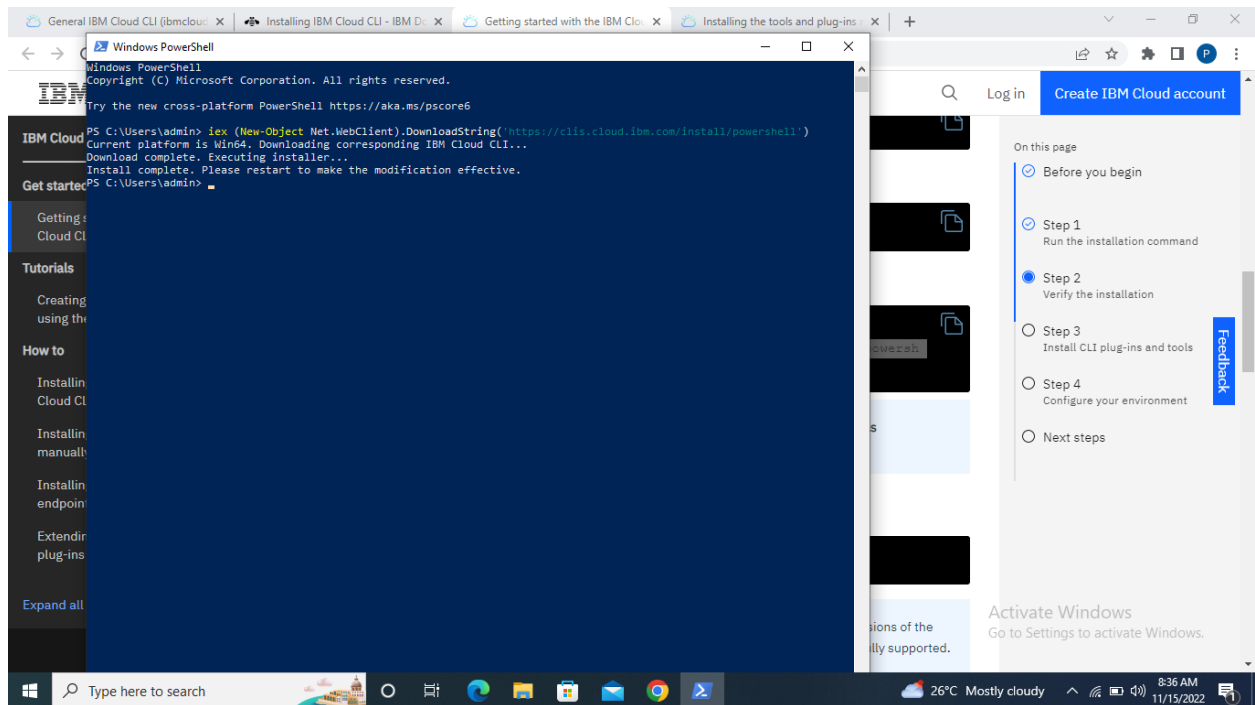 General IBM Cloud CLI (ibmcloud
Installing IBM Cloud CLI - IBM Do
Getting started with the IBM Clou
Installing the tools and plug-ins
Windows PowerShell
P
IBM
Log in
Create IBM Cloud account
Windows PowerShell
Copyright (C) Microsoft Corporation. All rights reserved.
Try the new cross-platform PowerShell https://aka.ms/pscore6
PS C:\Users\admin> iex (New-Object Net.WebClient).DownloadString('https://clis.cloud.ibm.com/install/powershell')
Current platform is Win64. Downloading corresponding IBM Cloud CLI...
Download complete. Executing installer...
Install complete. Please restart to make the modification effective.
PS C:\Users\admin>
IBM Cloud
Get started
Getting s
Cloud CL
Tutorials
Creating
using the
How to
Installin
Cloud CL
Installin
manually
Installin
endpoin
Extendin
plug-ins
Expand all
owersh
s
sions of the
lly supported.
On this page
Before you begin
Step 1
Run the installation command
Step 2
Verify the installation
Step 3
Install CLI plug-ins and tools
Step 4
Configure your environment
Next steps
Feedback
Activate Windows
Go to Settings to activate Windows.
Type here to search
26°C Mostly cloudy
8:36 AM
11/15/2022
1